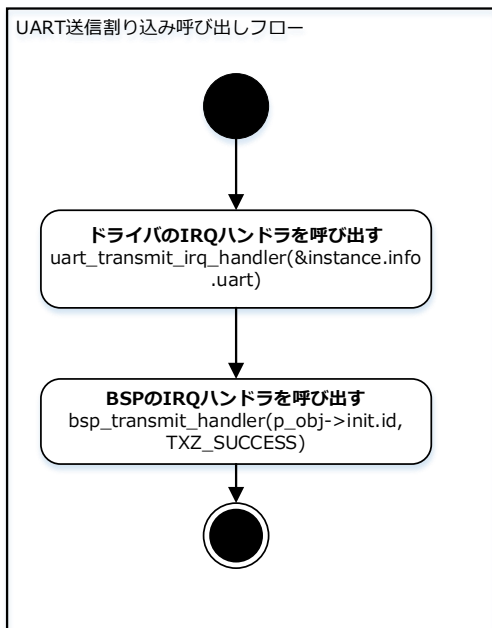 UART送信割り込み呼び出しフロー
ドライバのIRQハンドラを呼び出す
uart_transmit_irq_handler(&instance.info
.uart)
BSPのIRQハンドラを呼び出す
bsp_transmit_handler(p_obj->init.id,
TXZ_SUCCESS)